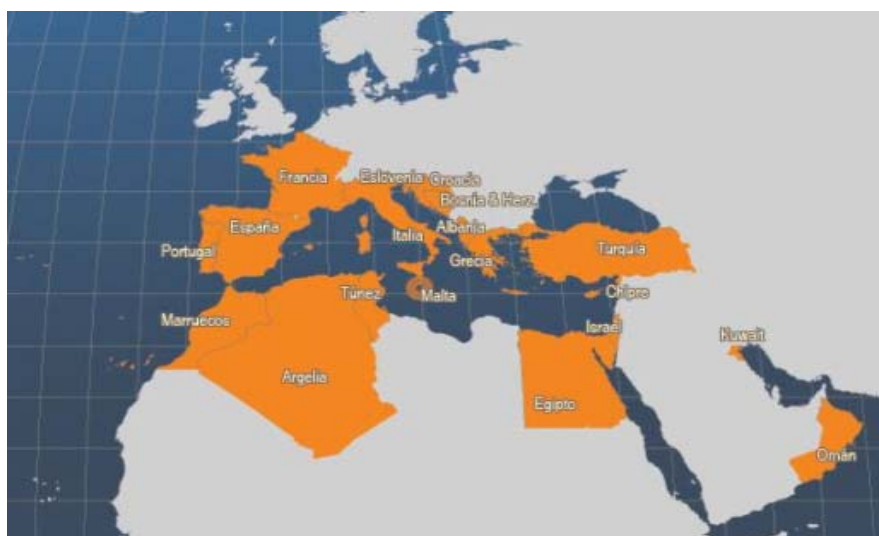 Francia
Eslovenia
Croacia
Bosnia & Herz.
España
Portugal
Italia
Albania
Turquía
Grecia
Túnez
Malta
Chipre
Marruecos
Israel
Kuwait
Argelia
Egipto
Omán